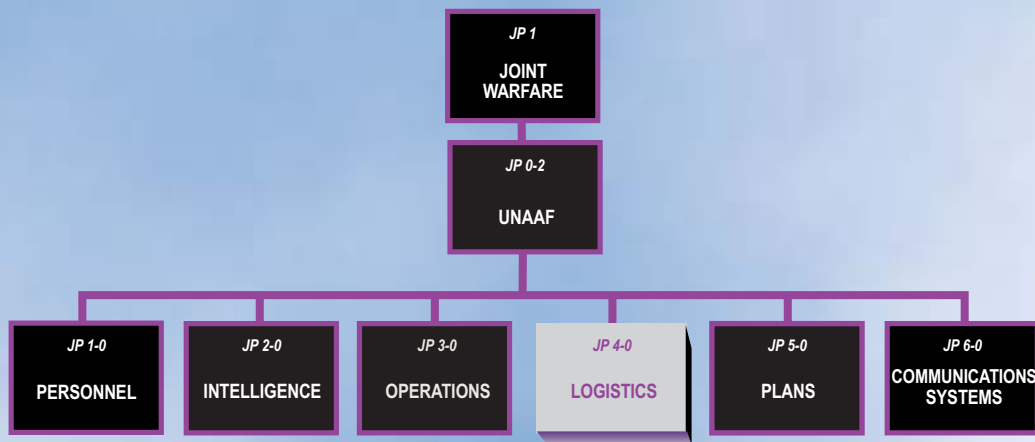 JP 1
JOINT
WARFARE
JP 0-2
UNAAF
JP 1-0
PERSONNEL
JP 2-0
INTELLIGENCE
JP 3-0
OPERATIONS
JP 4-0
LOGISTICS
JP 5-0
PLANS
JP 6-0
COMMUNICATIONS
SYSTEMS